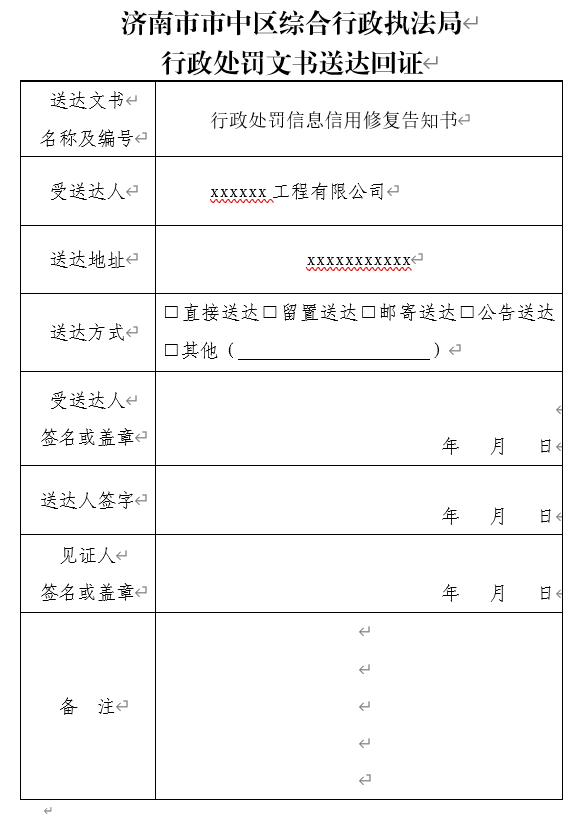 济南市市中区综合行政执法局
行政处罚文书送达回证
送达文书
名称及编号
行政处罚信息信用修复告知书
受送达人
xxxxxx 工程有限公司
送达地址
xxxxxxxxxxx
送达方式
□直接送达□留置送达□邮寄送达□公告送达
□其他（____________________）
受送达人
签名或盖章
年 月 日
送达人签字
年 月 日
见证人
签名或盖章
年 月 日
备 注